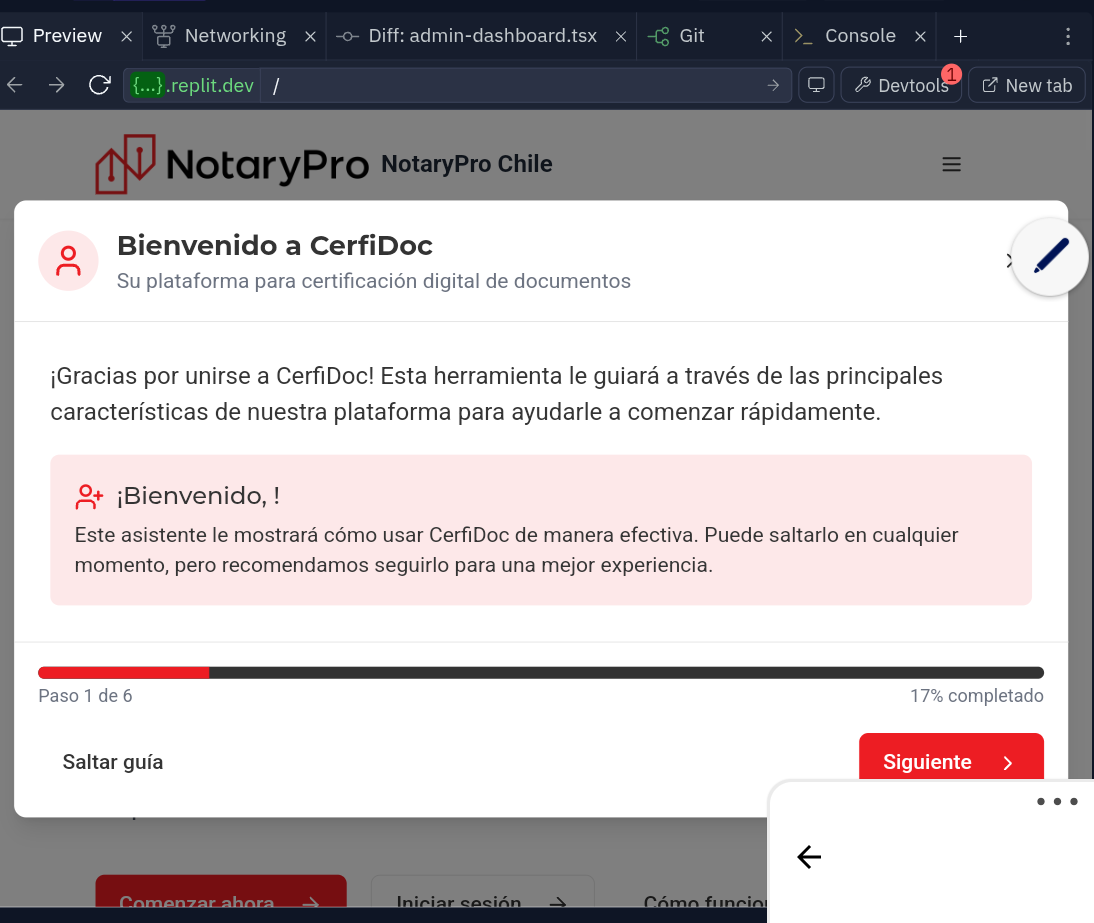 Preview
Networking
Diff: admin-dashboard.tsx
Git
Console
{...}.replit.dev /
Devtools
1
New tab
NotaryPro NotaryPro Chile
Bienvenido a CerfiDoc
Su plataforma para certificación digital de documentos
¡Gracias por unirse a CerfiDoc! Esta herramienta le guiará a través de las principales
características de nuestra plataforma para ayudarle a comenzar rápidamente.
¡Bienvenido, !
Este asistente le mostrará cómo usar CerfiDoc de manera efectiva. Puede saltarlo en cualquier
momento, pero recomendamos seguirlo para una mejor experiencia.
Paso 1 de 6
17% completado
Saltar guía
Siguiente
Comenzar ahora
Iniciar sesión
Cómo funcio